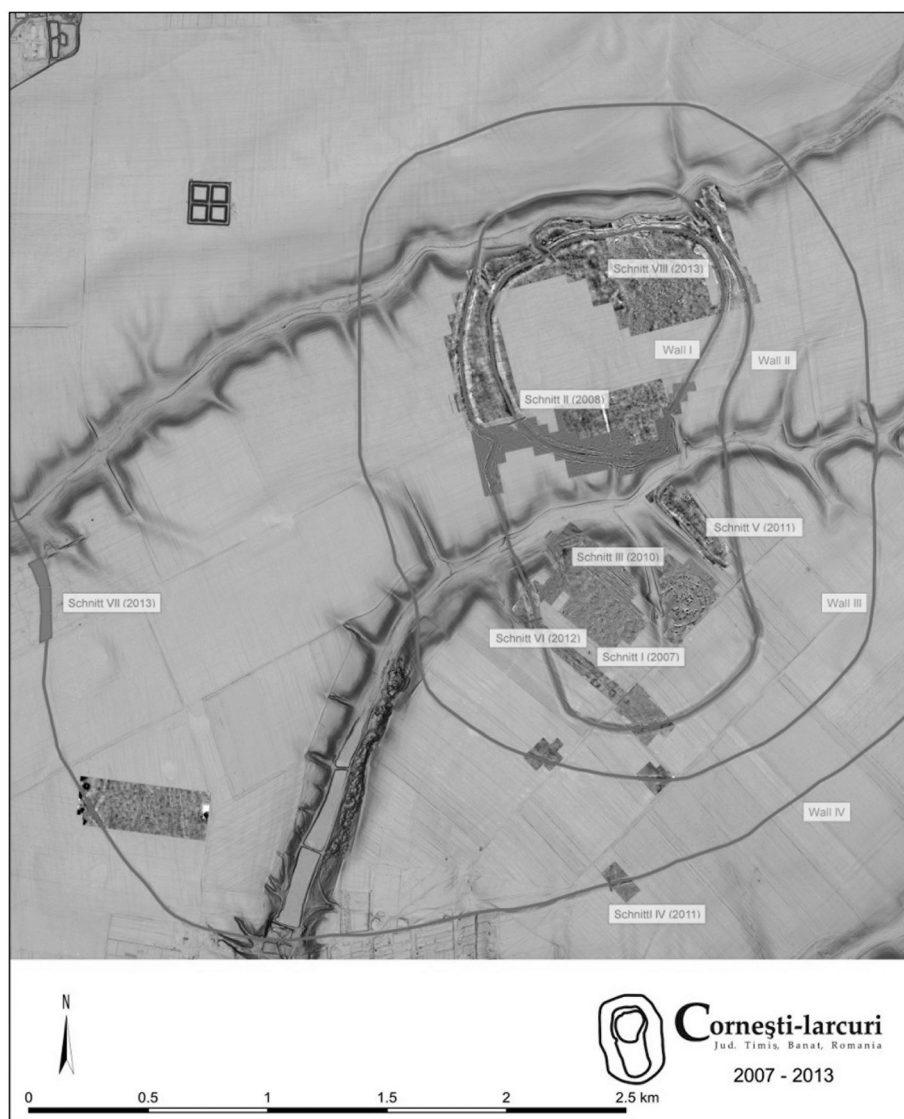 Schnitt VIII (2013)
Wall I
Wall II
Schnitt II (2008)
Schnitt V (2011)
Schnitt III (2010)
Schnitt VII (2013)
Wall III
Schnitt VI (2012)
Schnitt I (2007)
Wall IV
Schnittl IV (2011)
N
Corneşti-Iarcuri
Jud. Timiş, Banat, Romania
2007 - 2013
0 0.5 1 1.5 2 2.5 km